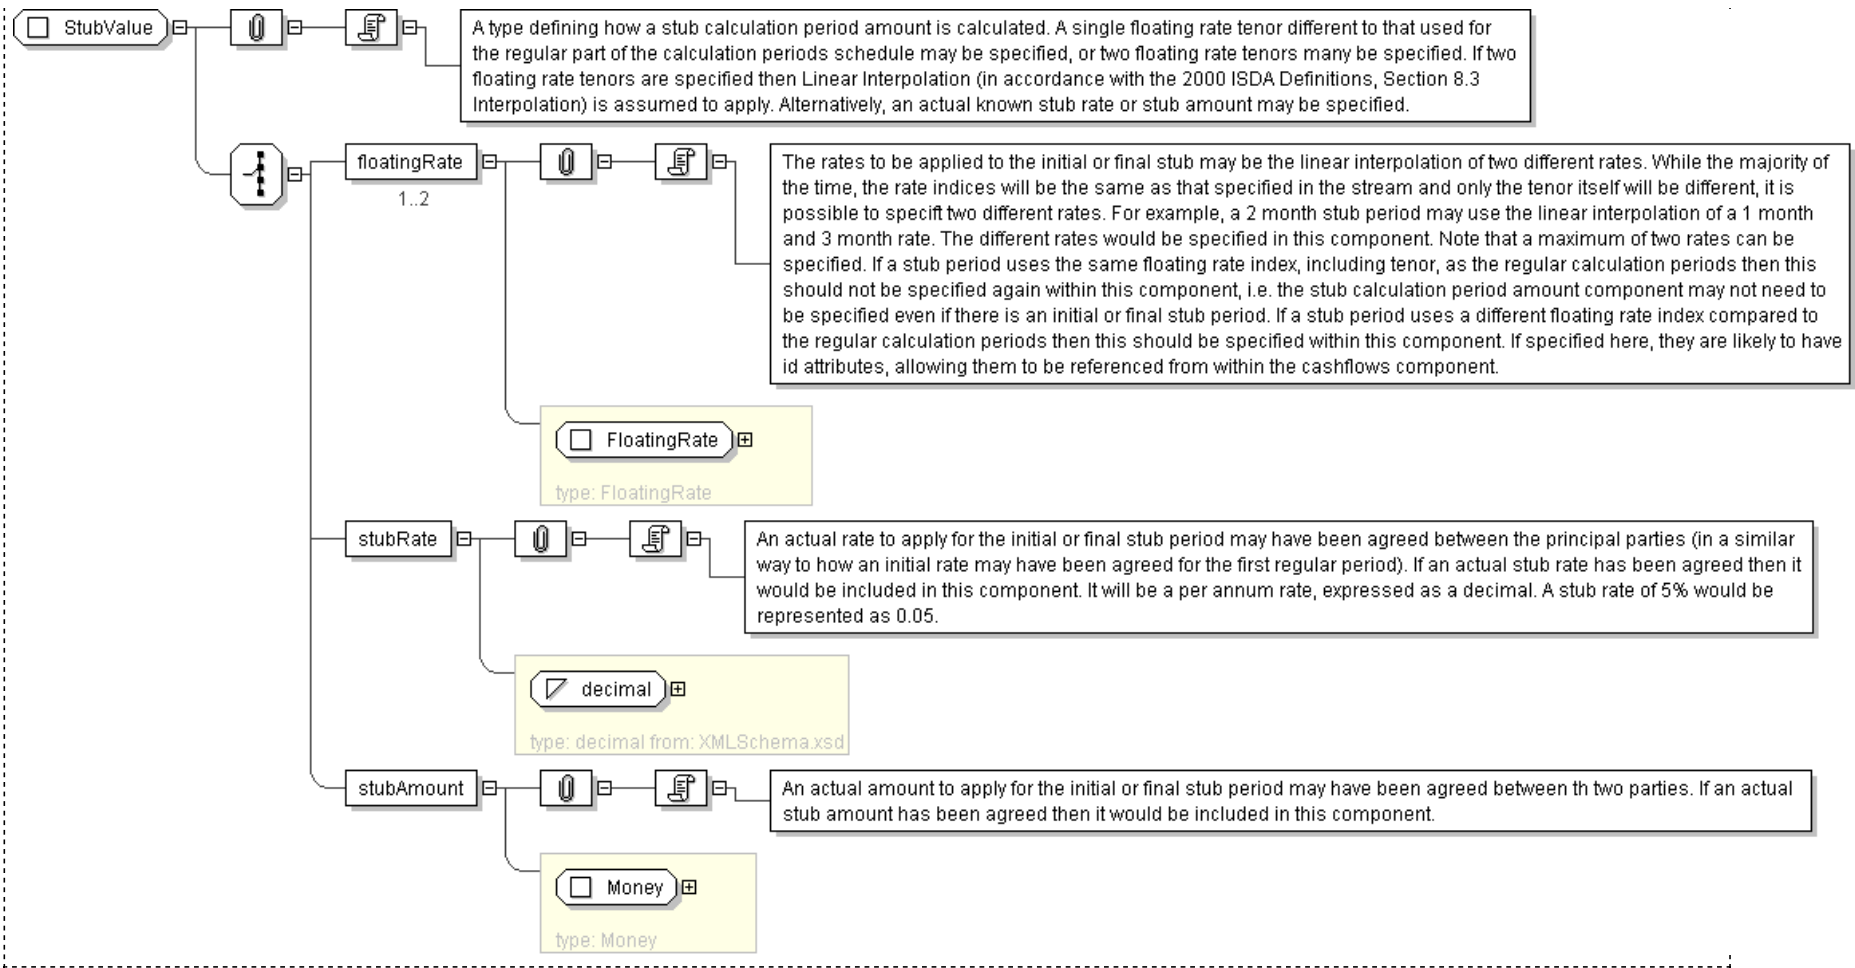 StubValue
A type defining how a stub calculation period amount is calculated. A single floating rate tenor different to that used for
the regular part of the calculation periods schedule may be specified, or two floating rate tenors many be specified. If two
floating rate tenors are specified then Linear Interpolation (in accordance with the 2000 ISDA Definitions, Section 8.3
Interpolation) is assumed to apply. Alternatively, an actual known stub rate or stub amount may be specified.
floatingRate
1..2
The rates to be applied to the initial or final stub may be the linear interpolation of two different rates. While the majority of
the time, the rate indices will be the same as that specified in the stream and only the tenor itself will be different, it is
possible to specift two different rates. For example, a 2 month stub period may use the linear interpolation of a 1 month
and 3 month rate. The different rates would be specified in this component. Note that a maximum of two rates can be
specified. If a stub period uses the same floating rate index, including tenor, as the regular calculation periods then this
should not be specified again within this component, i.e. the stub calculation period amount component may not need to
be specified even if there is an initial or final stub period. If a stub period uses a different floating rate index compared to
the regular calculation periods then this should be specified within this component. If specified here, they are likely to have
id attributes, allowing them to be referenced from within the cashflows component.
FloatingRate
type: FloatingRate
stubRate
An actual rate to apply for the initial or final stub period may have been agreed between the principal parties (in a similar
way to how an initial rate may have been agreed for the first regular period). If an actual stub rate has been agreed then it
would be included in this component. It will be a per annum rate, expressed as a decimal. A stub rate of 5% would be
represented as 0.05.
decimal
type: decimal from: XMLSchema.xsd
stubAmount
An actual amount to apply for the initial or final stub period may have been agreed between th two parties. If an actual
stub amount has been agreed then it would be included in this component.
Money
type: Money